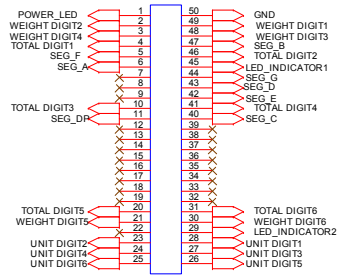 POWER_LED 1 50 GND
WEIGHT DIGIT2 2 49 WEIGHT DIGIT1
WEIGHT DIGIT4 3 48 WEIGHT DIGIT3
TOTAL DIGIT1 4 47 SEG_B
SEG_F 5 46 TOTAL DIGIT2
SEG_A 6 45 LED_INDICATOR1
7 44 SEG_G
8 43 SEG_D
9 42 SEG_E
TOTAL DIGIT3 10 41 TOTAL DIGIT4
SEG_DP 11 40 SEG_C
12 39
13 38
14 37
15 36
16 35
17 34
18 33
19 32
TOTAL DIGIT5 20 31 TOTAL DIGIT6
WEIGHT DIGIT5 21 30 WEIGHT DIGIT6
22 29 LED_INDICATOR2
UNIT DIGIT2 23 28 UNIT DIGIT1
UNIT DIGIT4 24 27 UNIT DIGIT3
UNIT DIGIT6 25 26 UNIT DIGIT5